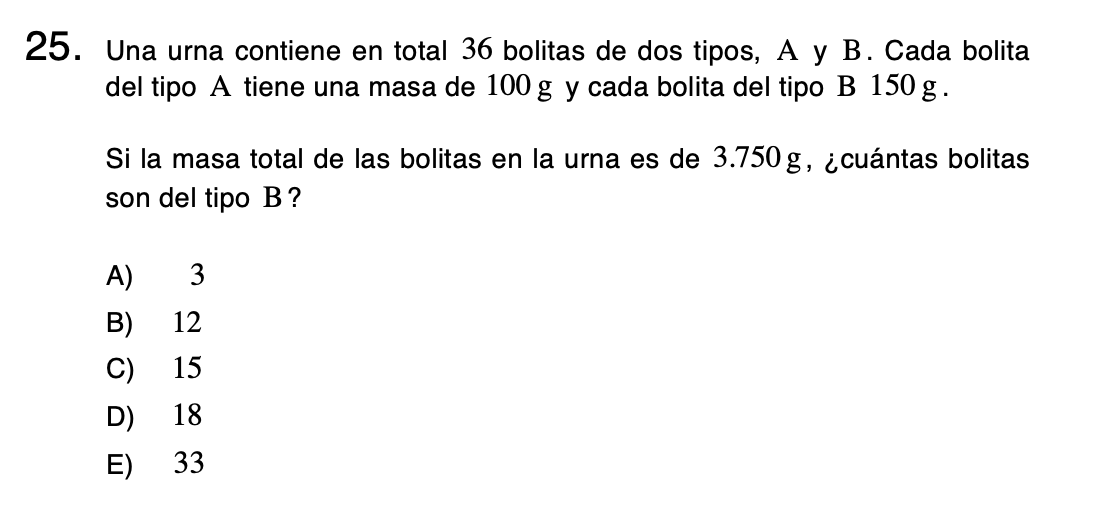 25. Una urna contiene en total 36 bolitas de dos tipos, A y B. Cada bolita
del tipo A tiene una masa de 100 g y cada bolita del tipo B 150 g.
Si la masa total de las bolitas en la urna es de 3.750 g, ¿cuántas bolitas
son del tipo B?
A) 3
B) 12
C) 15
D) 18
E) 33